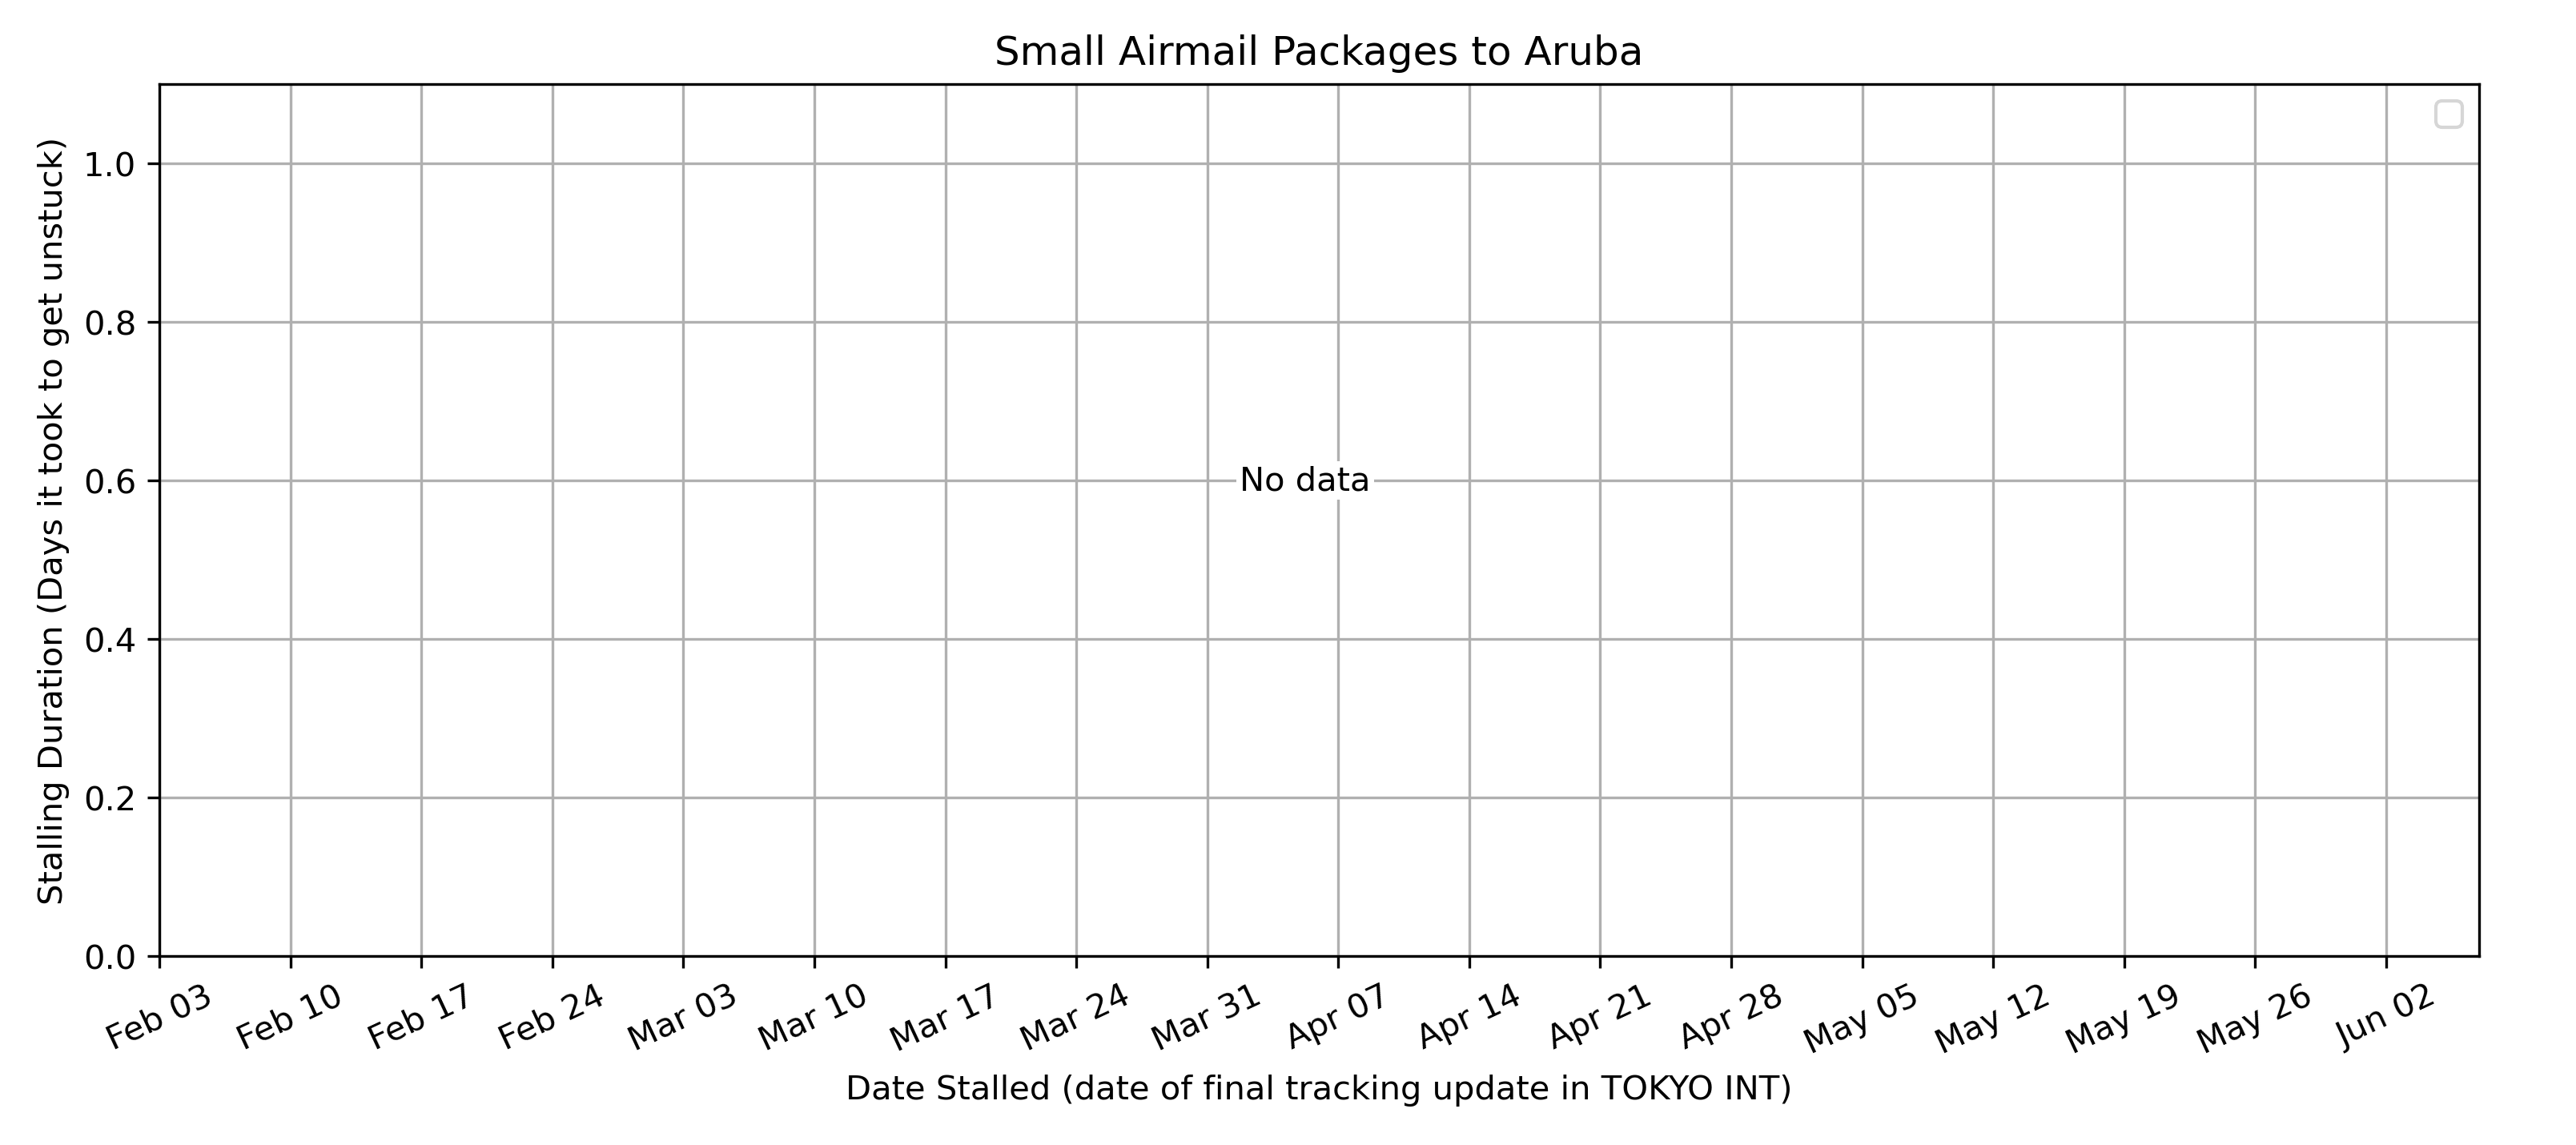 Small Airmail Packages to Aruba
Stalling Duration (Days it took to get unstuck)
1.0
0.8
0.6
0.4
0.2
0.0
No data
Feb 03
Feb 10
Feb 17
Feb 24
Mar 03
Mar 10
Mar 17
Mar 24
Mar 31
Apr 07
Apr 14
Apr 21
Apr 28
May 05
May 12
May 19
May 26
Jun 02
Date Stalled (date of final tracking update in TOKYO INT)